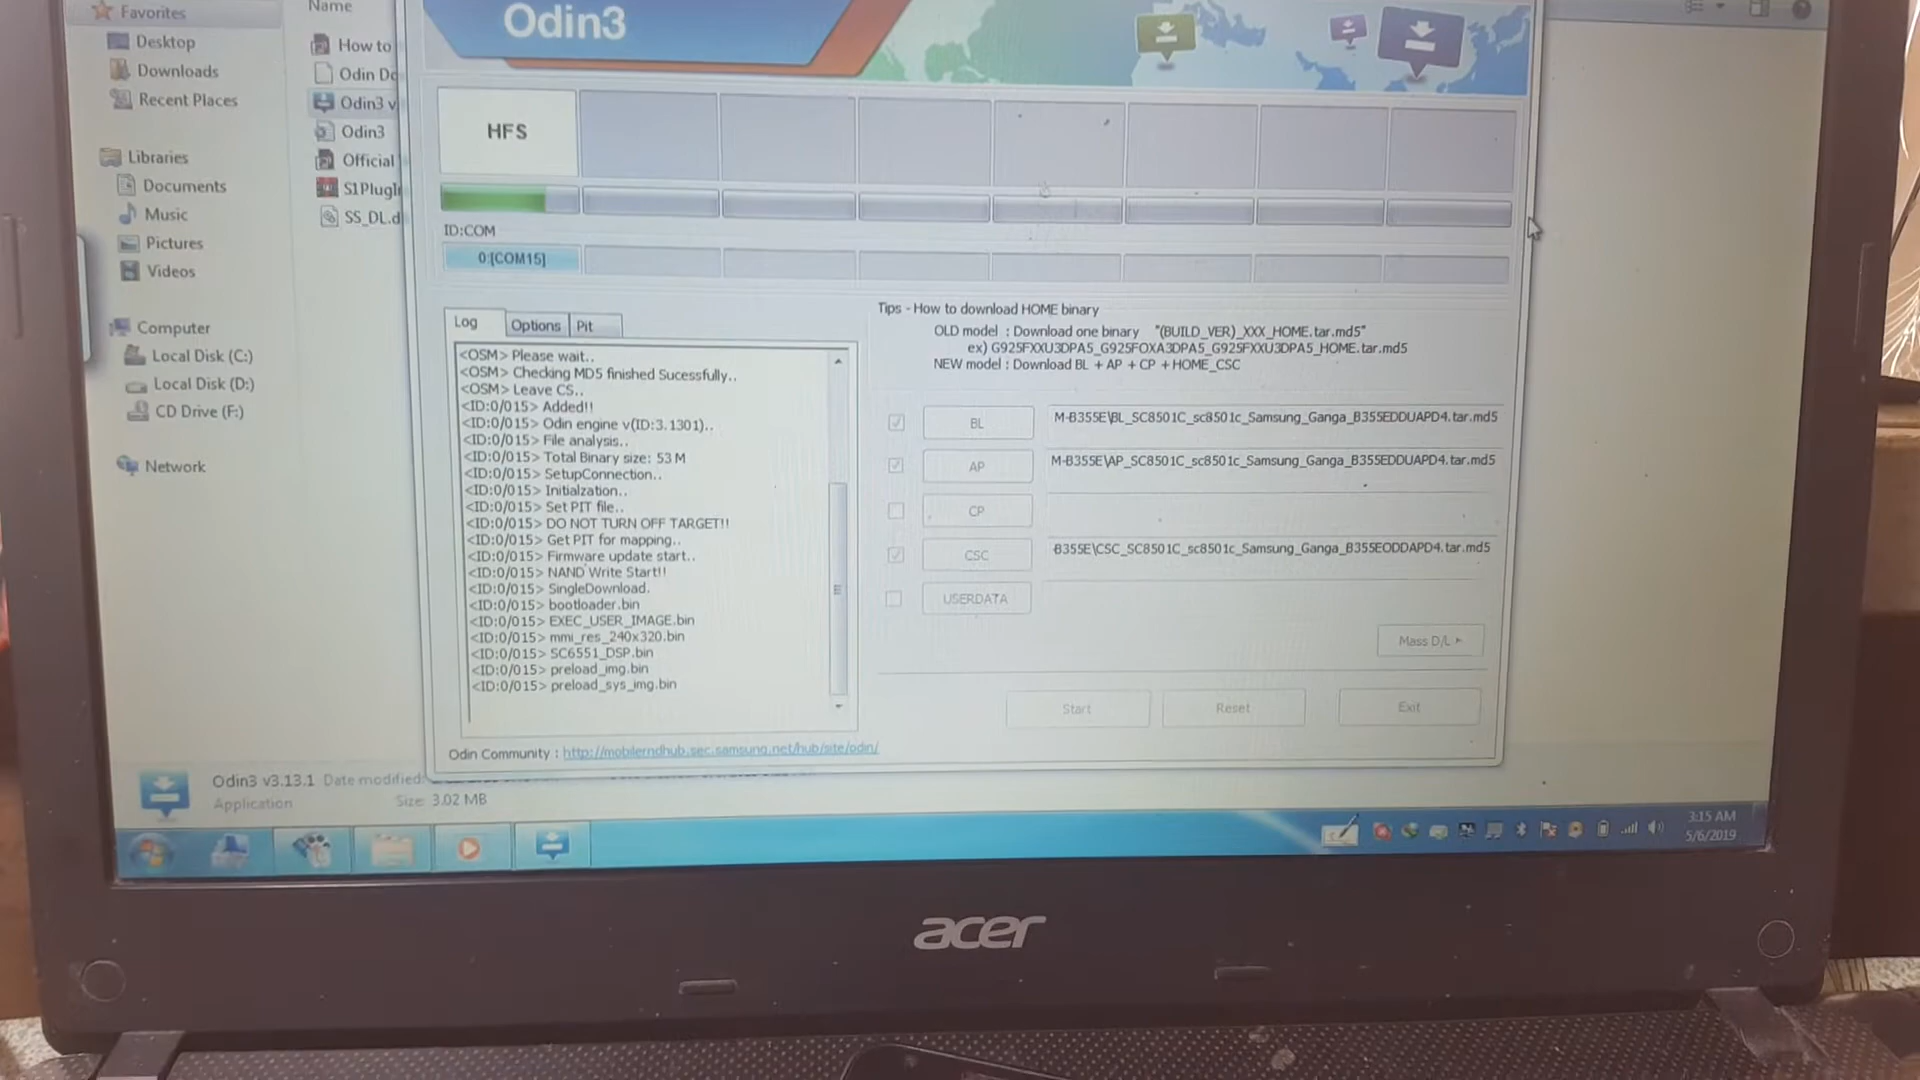 Favorites
Desktop
Downloads
Recent Places
Libraries
Documents
Music
Pictures
Videos
Computer
Local Disk (C:)
Local Disk (D:)
CD Drive (F:)
Network
Name
How to
Odin3 v
Odin3
Official
SS_DL.d
Odin3
HFS
ID:COM
0:[COM15]
Log
Options
Pit
<OSM> Please wait..
<OSM> Checking MD5 finished Sucessfully..
<OSM> Leave CS..
<ID:0/015> Added!!
<ID:0/015> Odin engine v(ID:3.1301)..
<ID:0/015> File analysis..
<ID:0/015> Total Binary size: 53 M
<ID:0/015> SetupConnection..
<ID:0/015> Initialzation..
<ID:0/015> Set PIT file..
<ID:0/015> DO NOT TURN OFF TARGET!!
<ID:0/015> Get PIT for mapping..
<ID:0/015> Firmware update start..
<ID:0/015> NAND Write Start!!
<ID:0/015> SingleDownload.
<ID:0/015> bootloader.bin
<ID:0/015> EXEC_USER_IMAGE.bin
<ID:0/015> mmi_res_240x320.bin
<ID:0/015> SC6551_DSP.bin
<ID:0/015> preload_img.bin
<ID:0/015> preload_sys_img.bin
Tips - How to download HOME binary
OLD model : Download one binary "(BUILD_VER)_XXX_HOME.tar.md5"
ex) G925FXXU3DPA5_G925FOXA3DPA5_G925FXXU3DPA5_HOME.tar.md5
NEW model : Download BL + AP + CP + HOME_CSC
BL M-B355E\BL_SC8501C_sc8501c_Samsung_Ganga_B355EDDUAPD4.tar.md5
AP M-B355E\AP_SC8501C_sc8501c_Samsung_Ganga_B355EDDUAPD4.tar.md5
CP
CSC B355E\CSC_SC8501C_sc8501c_Samsung_Ganga_B355EODDAPD4.tar.md5
USERDATA
Mass D/L
Start Reset Exit
Odin Community : http://mobilerndhub.sec.samsung.net/hub/site/odin/
Odin3 v3.13.1 Date modified:
Application Size: 3.02 MB
3:15 AM
5/6/2019
acer